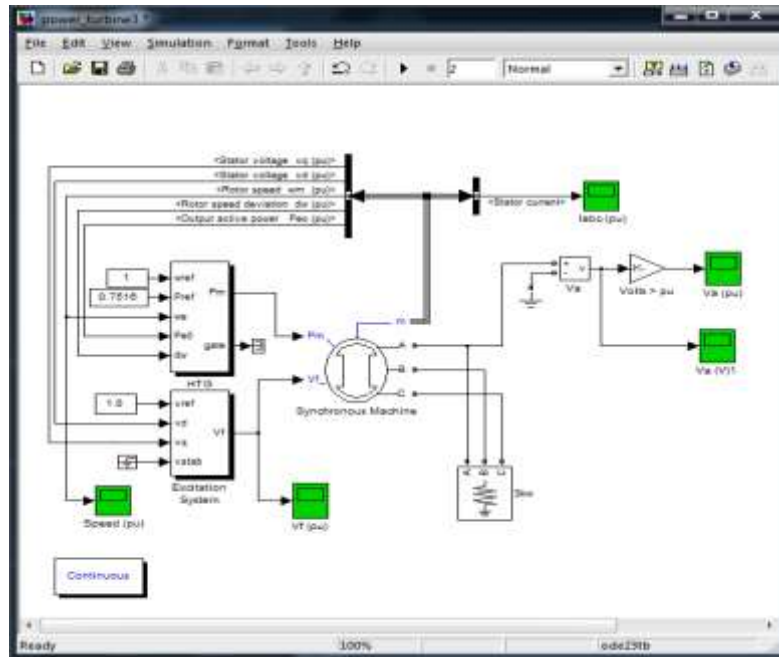 power_turbine3 *
File Edit View Simulation Format Tools Help
2 Normal
<Stator voltage vq (pu)>
<Stator voltage vd (pu)>
<Rotor speed wm (pu)>
<Rotor speed deviation dw (pu)>
<Output active power Peo (pu)>
<Stator current>
Iabc (pu)
1 wref
0.7516 Pref
we
Pe0
dw
Pm
gate
HTG
1.0 vref
vd
vq
vstab
Vf
Excitation
System
Pm
Vf
m
A
B
C
Synchronous Machine
+
-
v
Va
K-
Volts > pu
Va (pu)
Va (V)1
A B C
Speed (pu)
Vf (pu)
Continuous
Ready 100% ode23tb